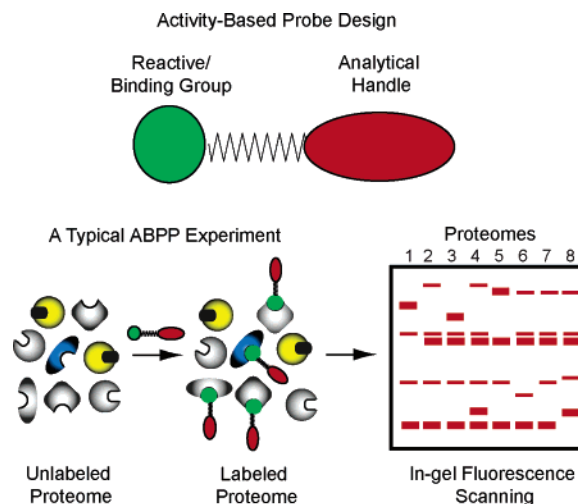 Activity-Based Probe Design
Reactive/
Binding Group
Analytical
Handle
A Typical ABPP Experiment
Proteomes
1 2 3 4 5 6 7 8
Unlabeled
Proteome
Labeled
Proteome
In-gel Fluorescence
Scanning